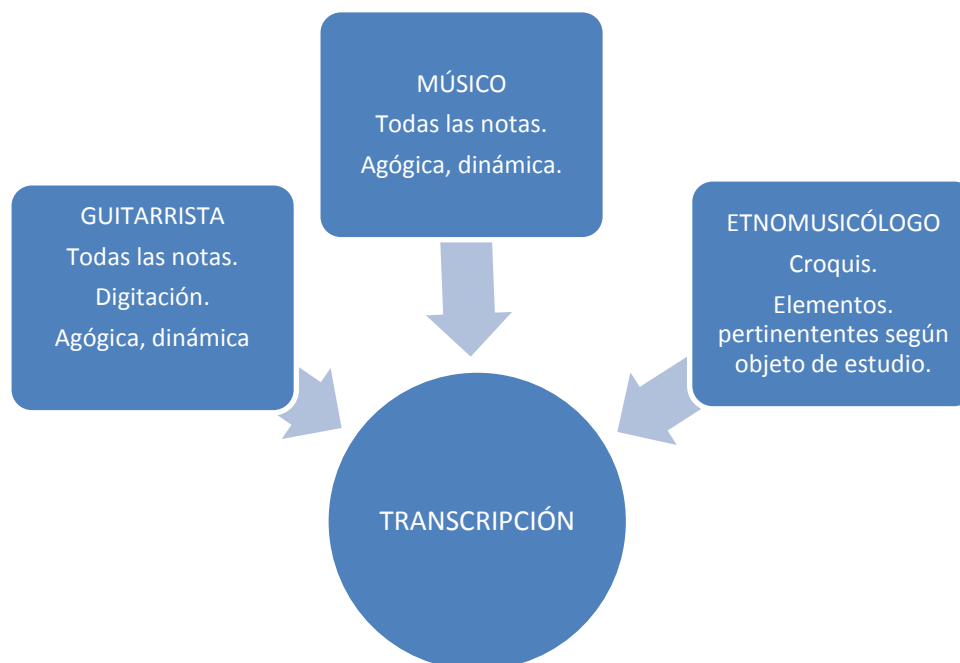 MÚSICO
Todas las notas.
Agógica, dinámica.
GUITARRISTA
Todas las notas.
Digitación.
Agógica, dinámica
ETNOMUSICÓLOGO
Croquis.
Elementos.
pertinententes según
objeto de estudio.
TRANSCRIPCIÓN